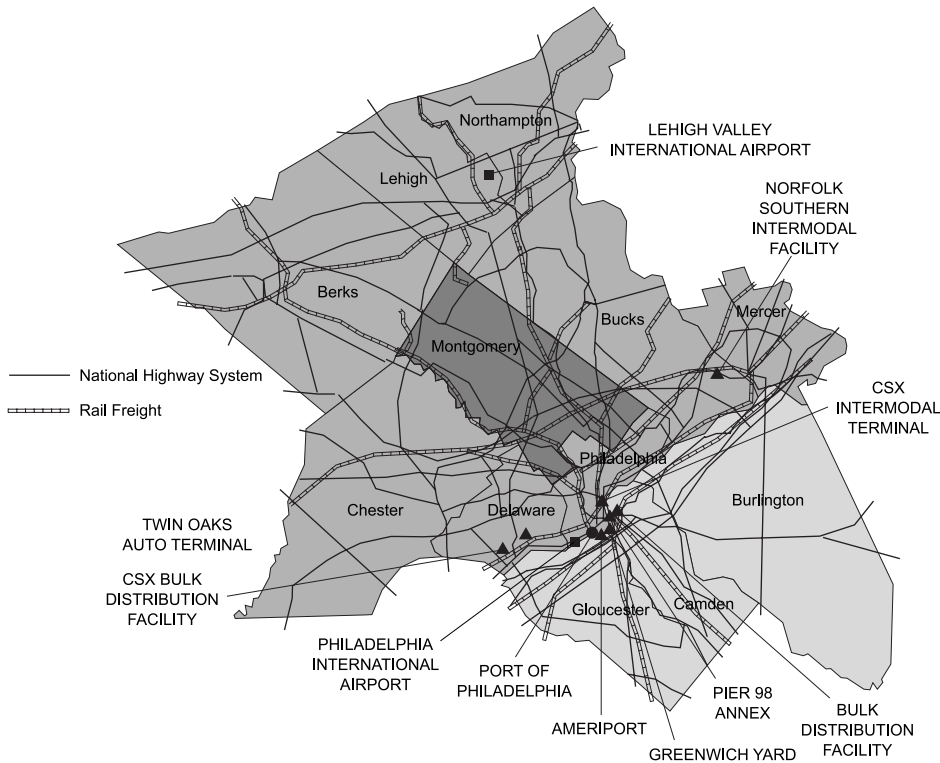 Northampton
LEHIGH VALLEY
INTERNATIONAL AIRPORT
Lehigh
NORFOLK
SOUTHERN
INTERMODAL
FACILITY
Berks
Bucks
Mercer
Montgomery
National Highway System
Rail Freight
CSX
INTERMODAL
TERMINAL
Philadelphia
Burlington
Chester
Delaware
TWIN OAKS
AUTO TERMINAL
CSX BULK
DISTRIBUTION
FACILITY
Gloucester
Camden
PHILADELPHIA
INTERNATIONAL
AIRPORT
PORT OF
PHILADELPHIA
AMERIPORT
PIER 98
ANNEX
GREENWICH YARD
BULK
DISTRIBUTION
FACILITY